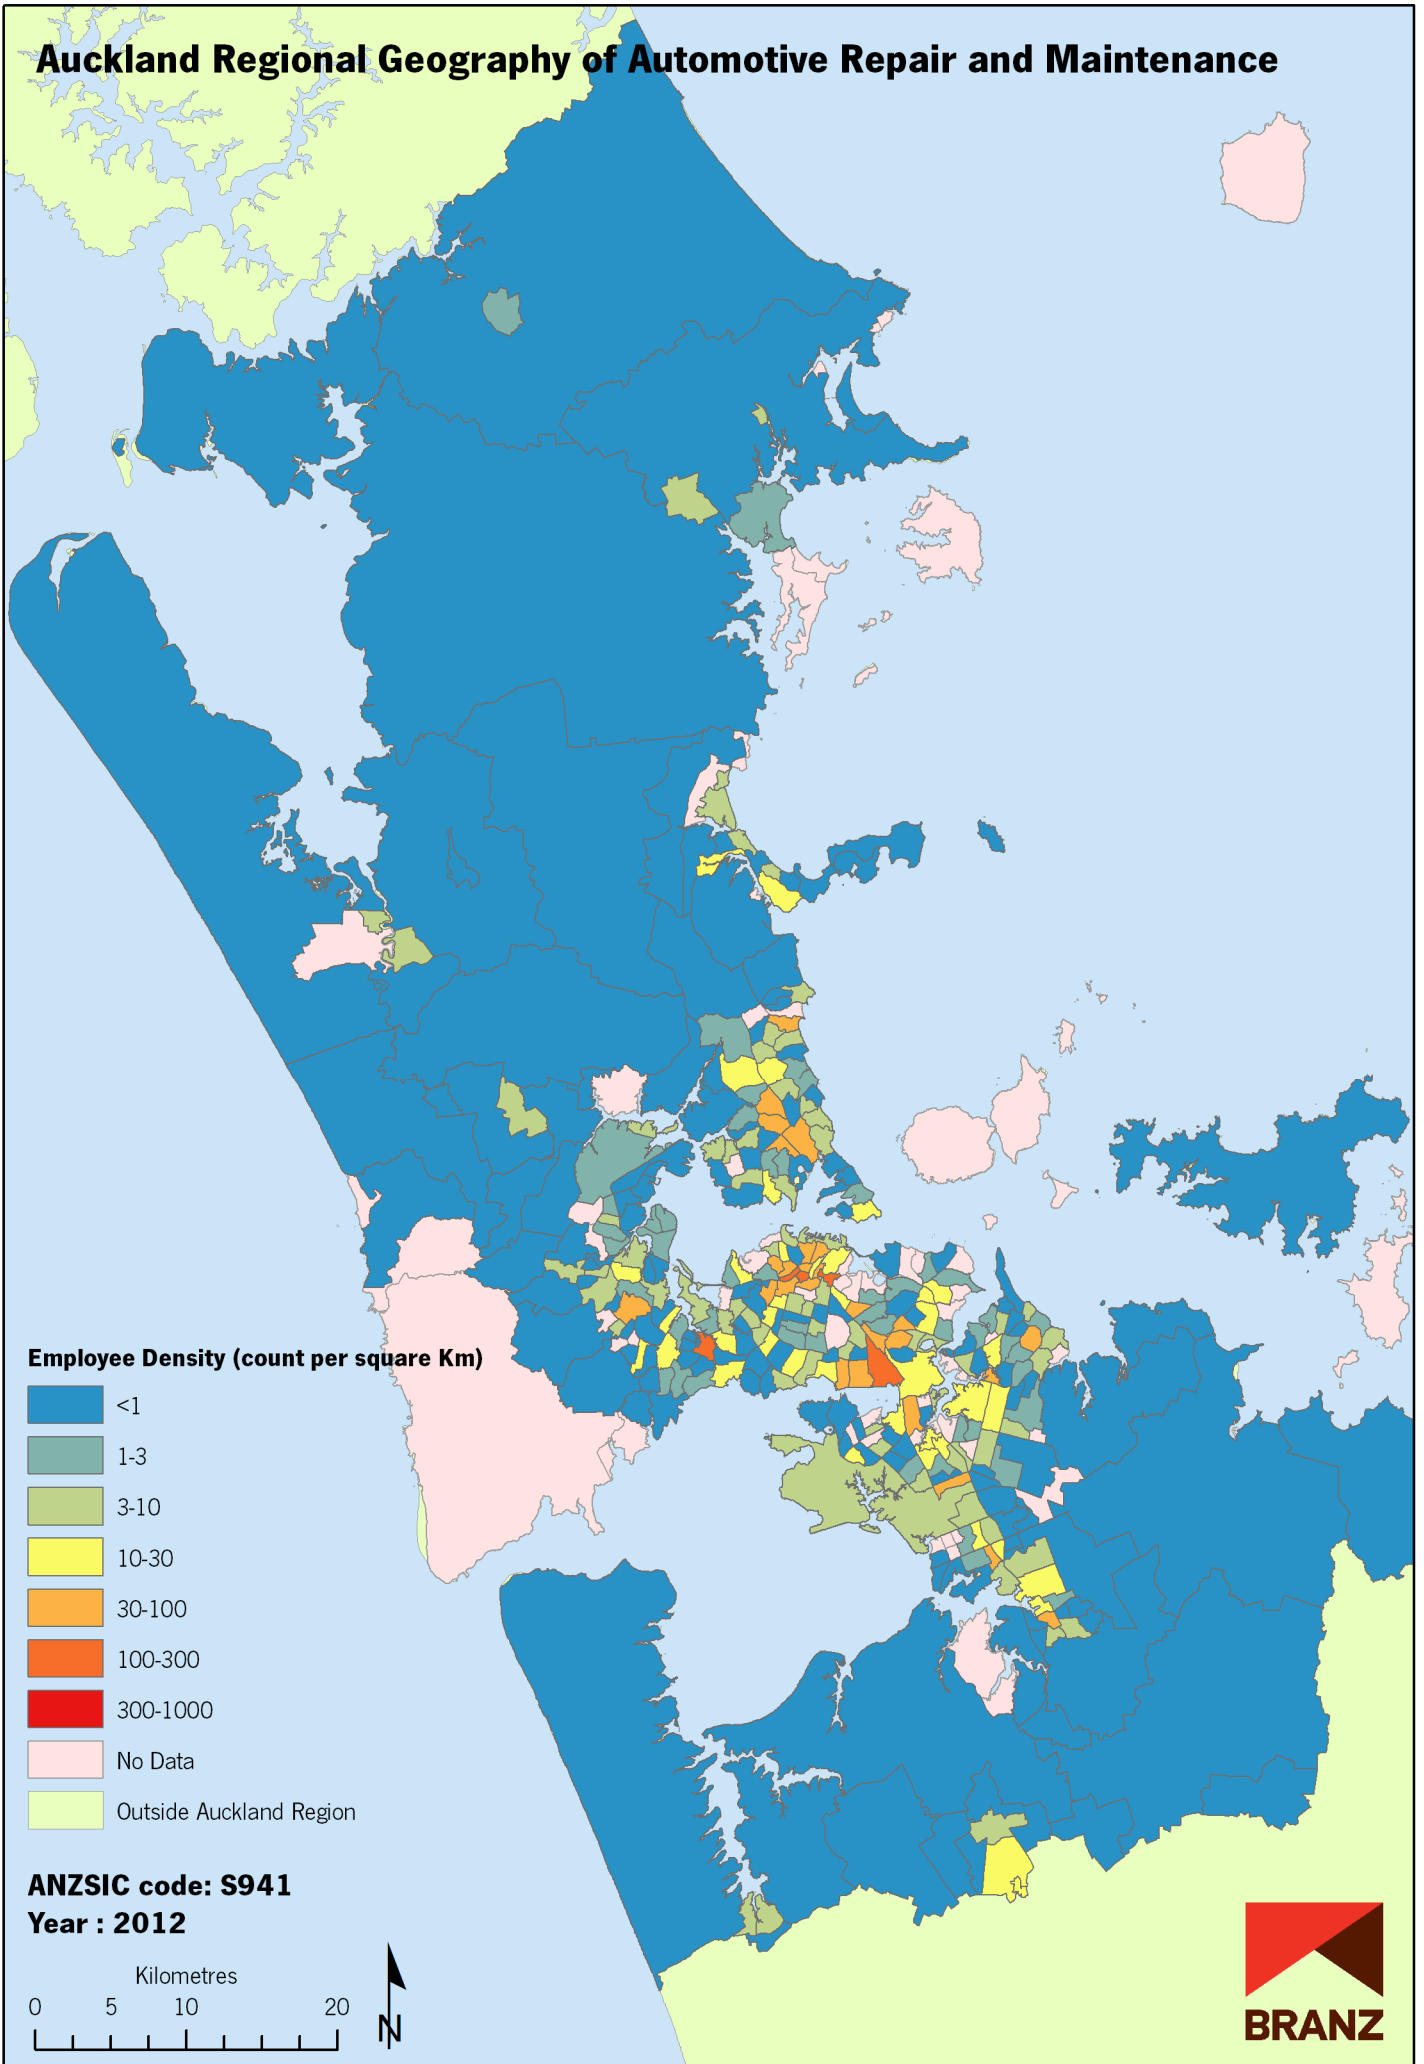 Auckland Regional Geography of Automotive Repair and Maintenance
Employee Density (count per square Km)
<1
1-3
3-10
10-30
30-100
100-300
300-1000
No Data
Outside Auckland Region
ANZSIC code: S941
Year : 2012
Kilometres
0 5 10 20
N
BRANZ